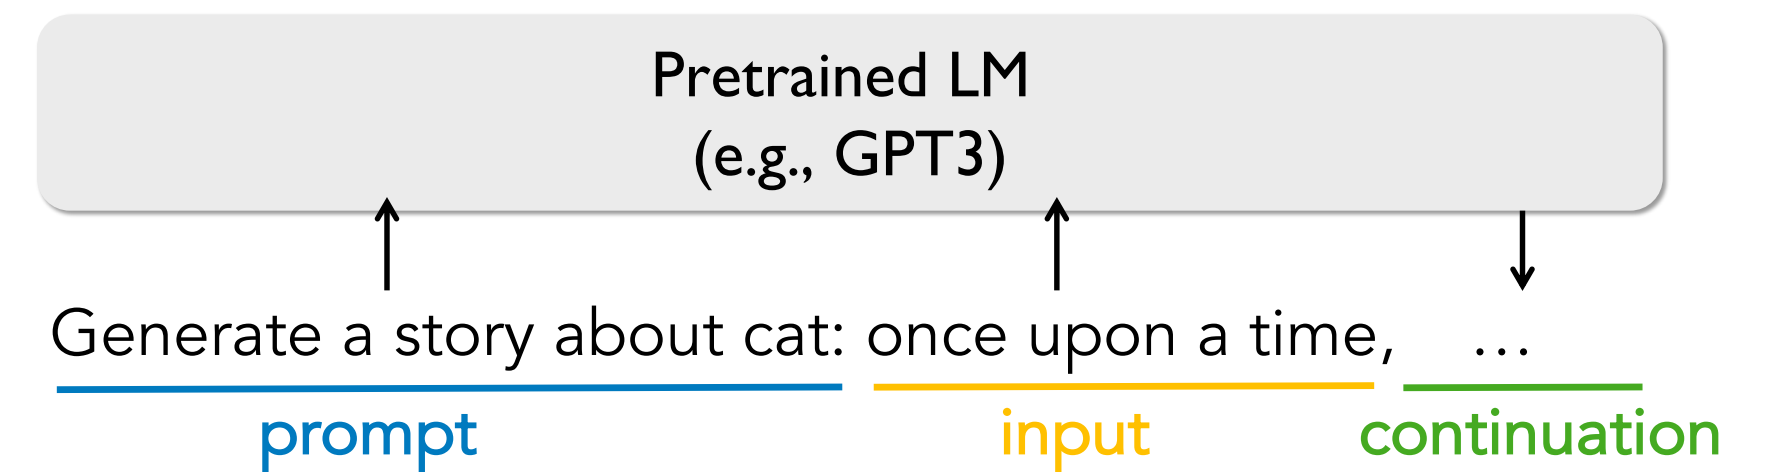 Pretrained LM
(e.g., GPT3)
Generate a story about cat: once upon a time, ...
prompt input continuation